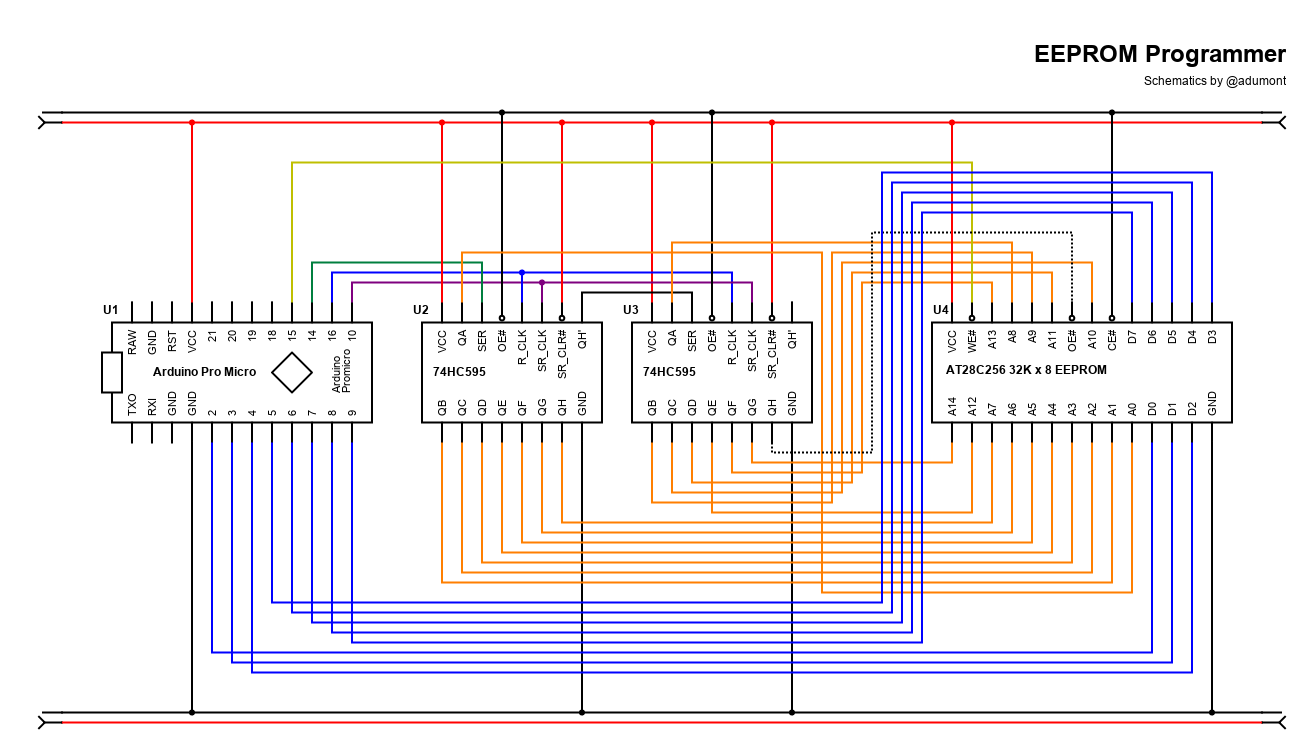 EEPROM Programmer
Schematics by @adumont
U1
RAW GND RST VCC 21 20 19 18 15 14 16 10
Arduino Pro Micro
Arduino
Promicro
TXO RXI GND GND 2 3 4 5 6 7 8 9
U2
VCC QA SER OE# R_CLK SR_CLK SR_CLR# QH'
74HC595
QB QC QD QE QF QG QH GND
U3
VCC QA SER OE# R_CLK SR_CLK SR_CLR# QH'
74HC595
QB QC QD QE QF QG QH GND
U4
VCC WE# A13 A8 A9 A11 OE# A10 CE# D7 D6 D5 D4 D3
AT28C256 32K x 8 EEPROM
A14 A12 A7 A6 A5 A4 A3 A2 A1 A0 D0 D1 D2 GND